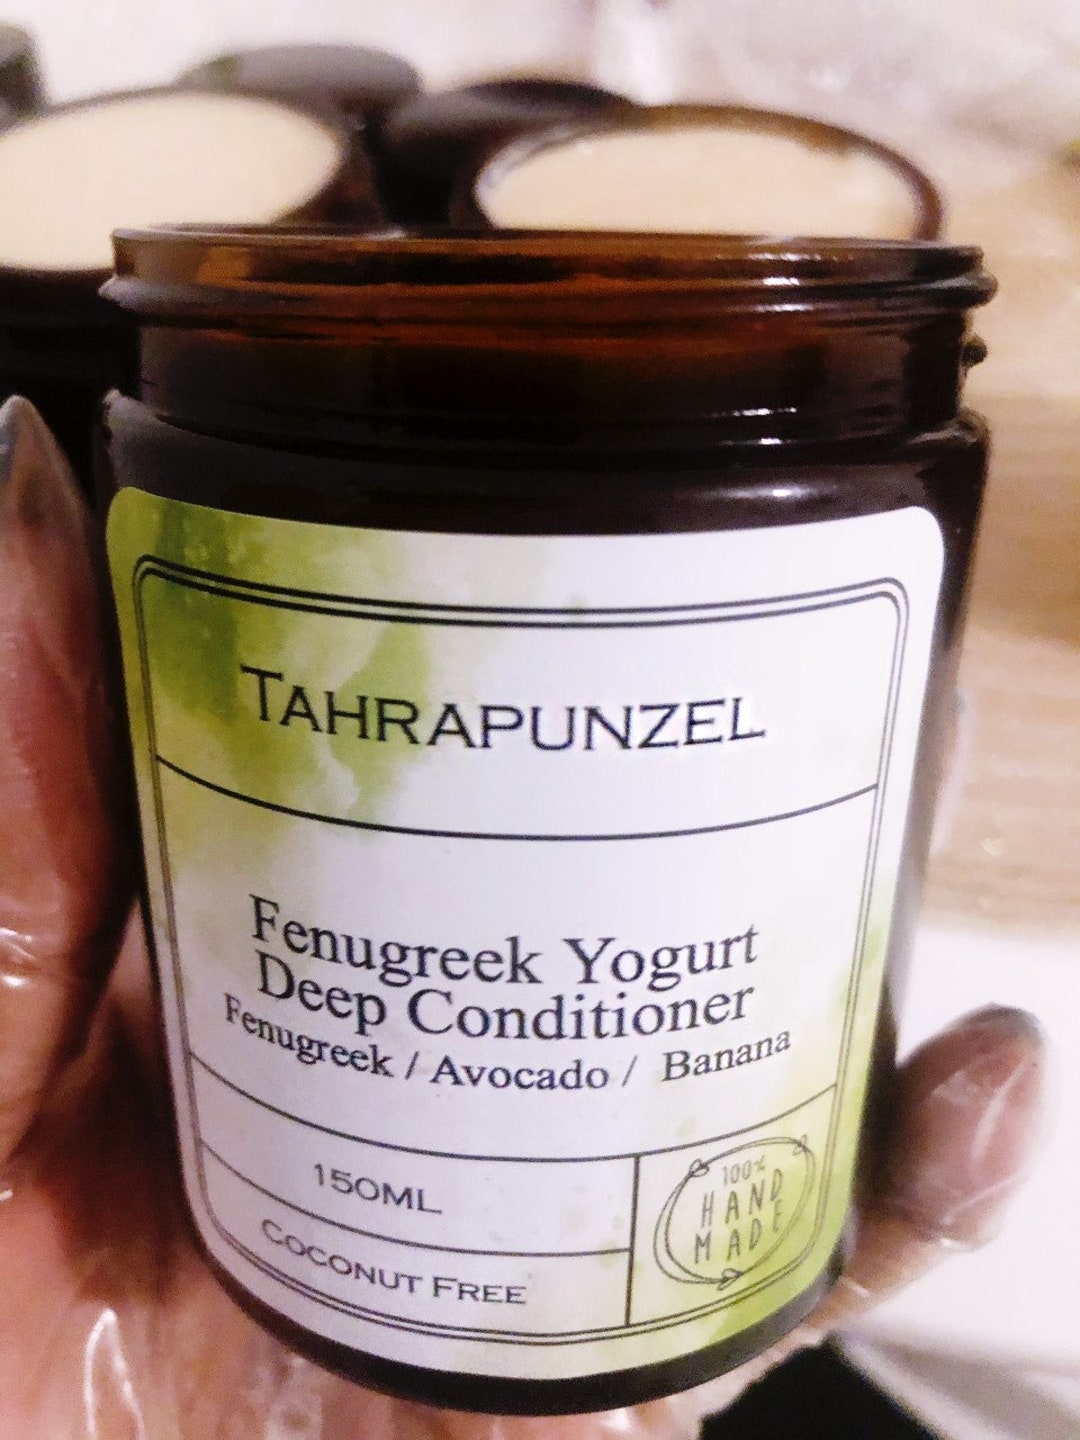 TAHRAPUNZEL
Fenugreek Yogurt
Deep Conditioner
Fenugreek / Avocado / Banana
150ML
COCONUT FREE
100%
HAND
MADE